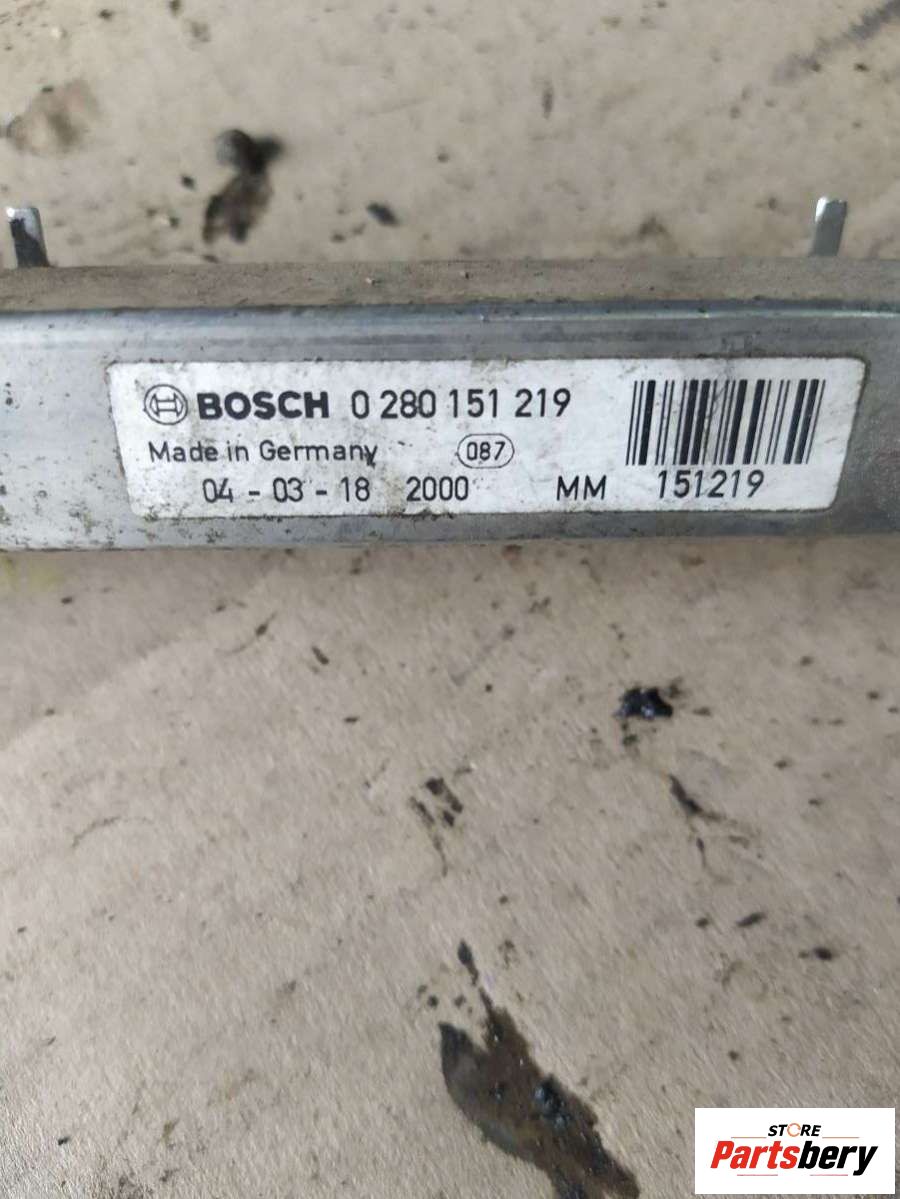 BOSCH 0 280 151 219
Made in Germany 087
04 - 03 - 18 2000 MM 151219
STORE
Partsbery